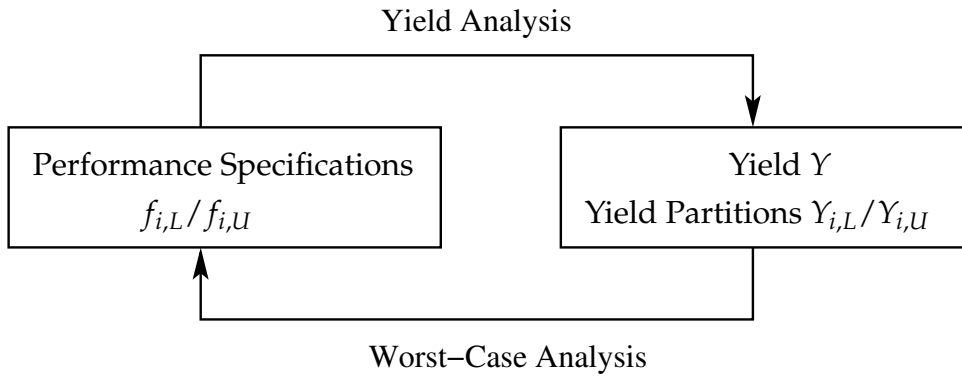 Yield Analysis
Performance Specifications
f_{i,L}/f_{i,U}
Yield Y
Yield Partitions Y_{i,L}/Y_{i,U}
Worst–Case Analysis